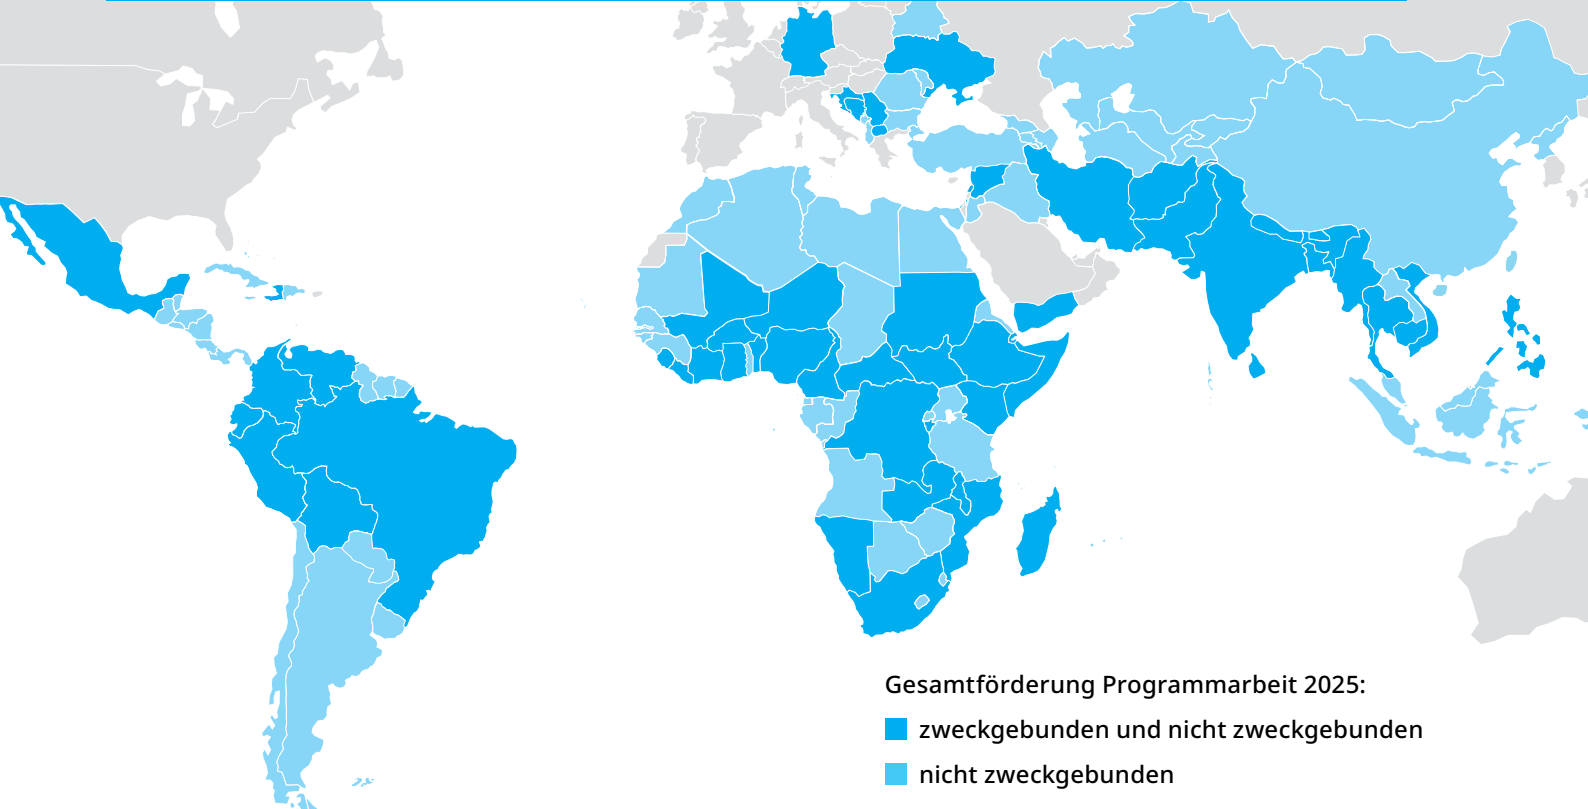 Gesamtförderung Programmarbeit 2025:
zweckgebunden und nicht zweckgebunden
nicht zweckgebunden